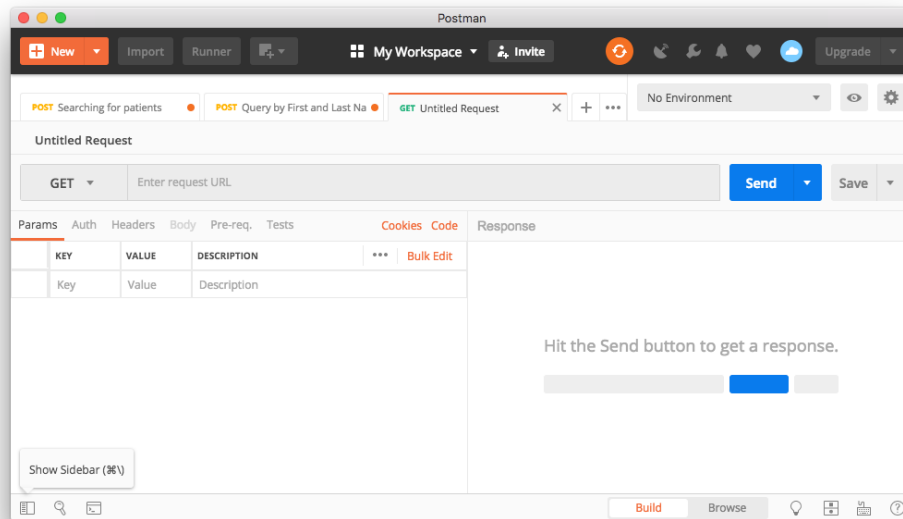 Postman
New Import Runner My Workspace Invite Upgrade
POST Searching for patients POST Query by First and Last Na GET Untitled Request No Environment
Untitled Request
GET Enter request URL Send Save
Params Auth Headers Body Pre-req. Tests Cookies Code Response
KEY VALUE DESCRIPTION ••• Bulk Edit
Key Value Description
Hit the Send button to get a response.
Show Sidebar (⌘\)
Build Browse